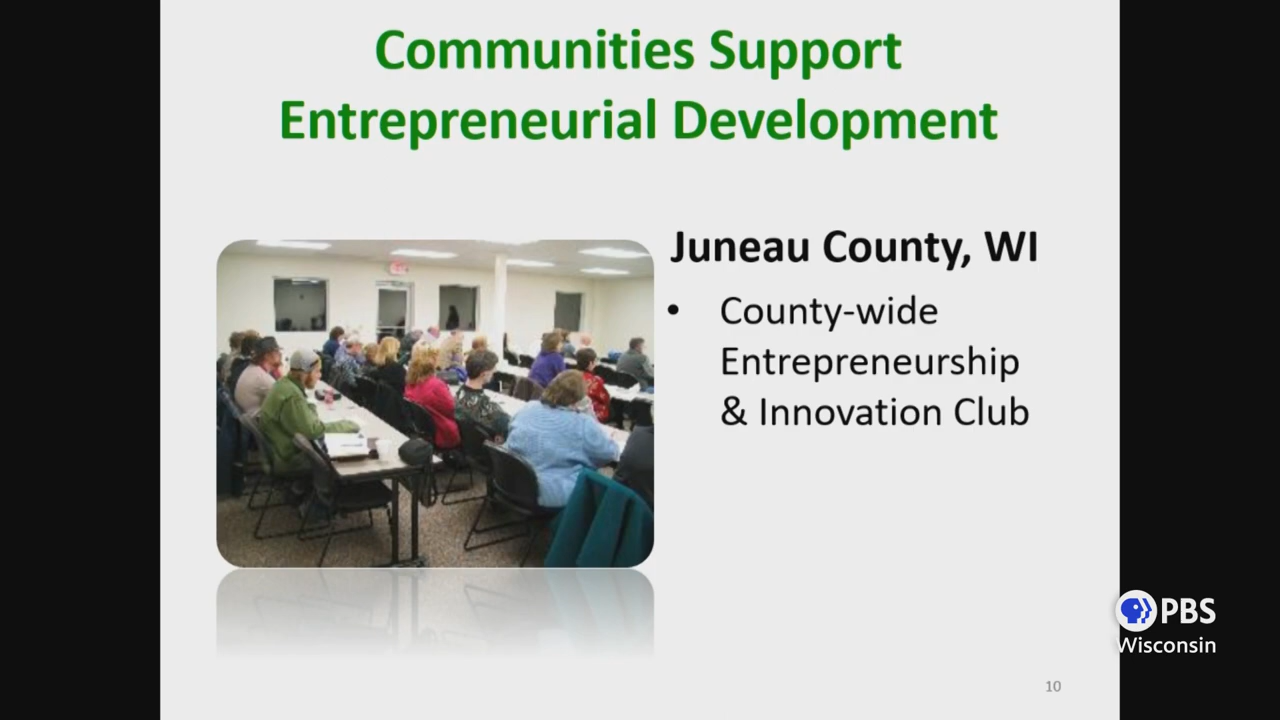 Communities Support
Entrepreneurial Development
Juneau County, WI
• County-wide
Entrepreneurship
& Innovation Club
PBS
Wisconsin
10